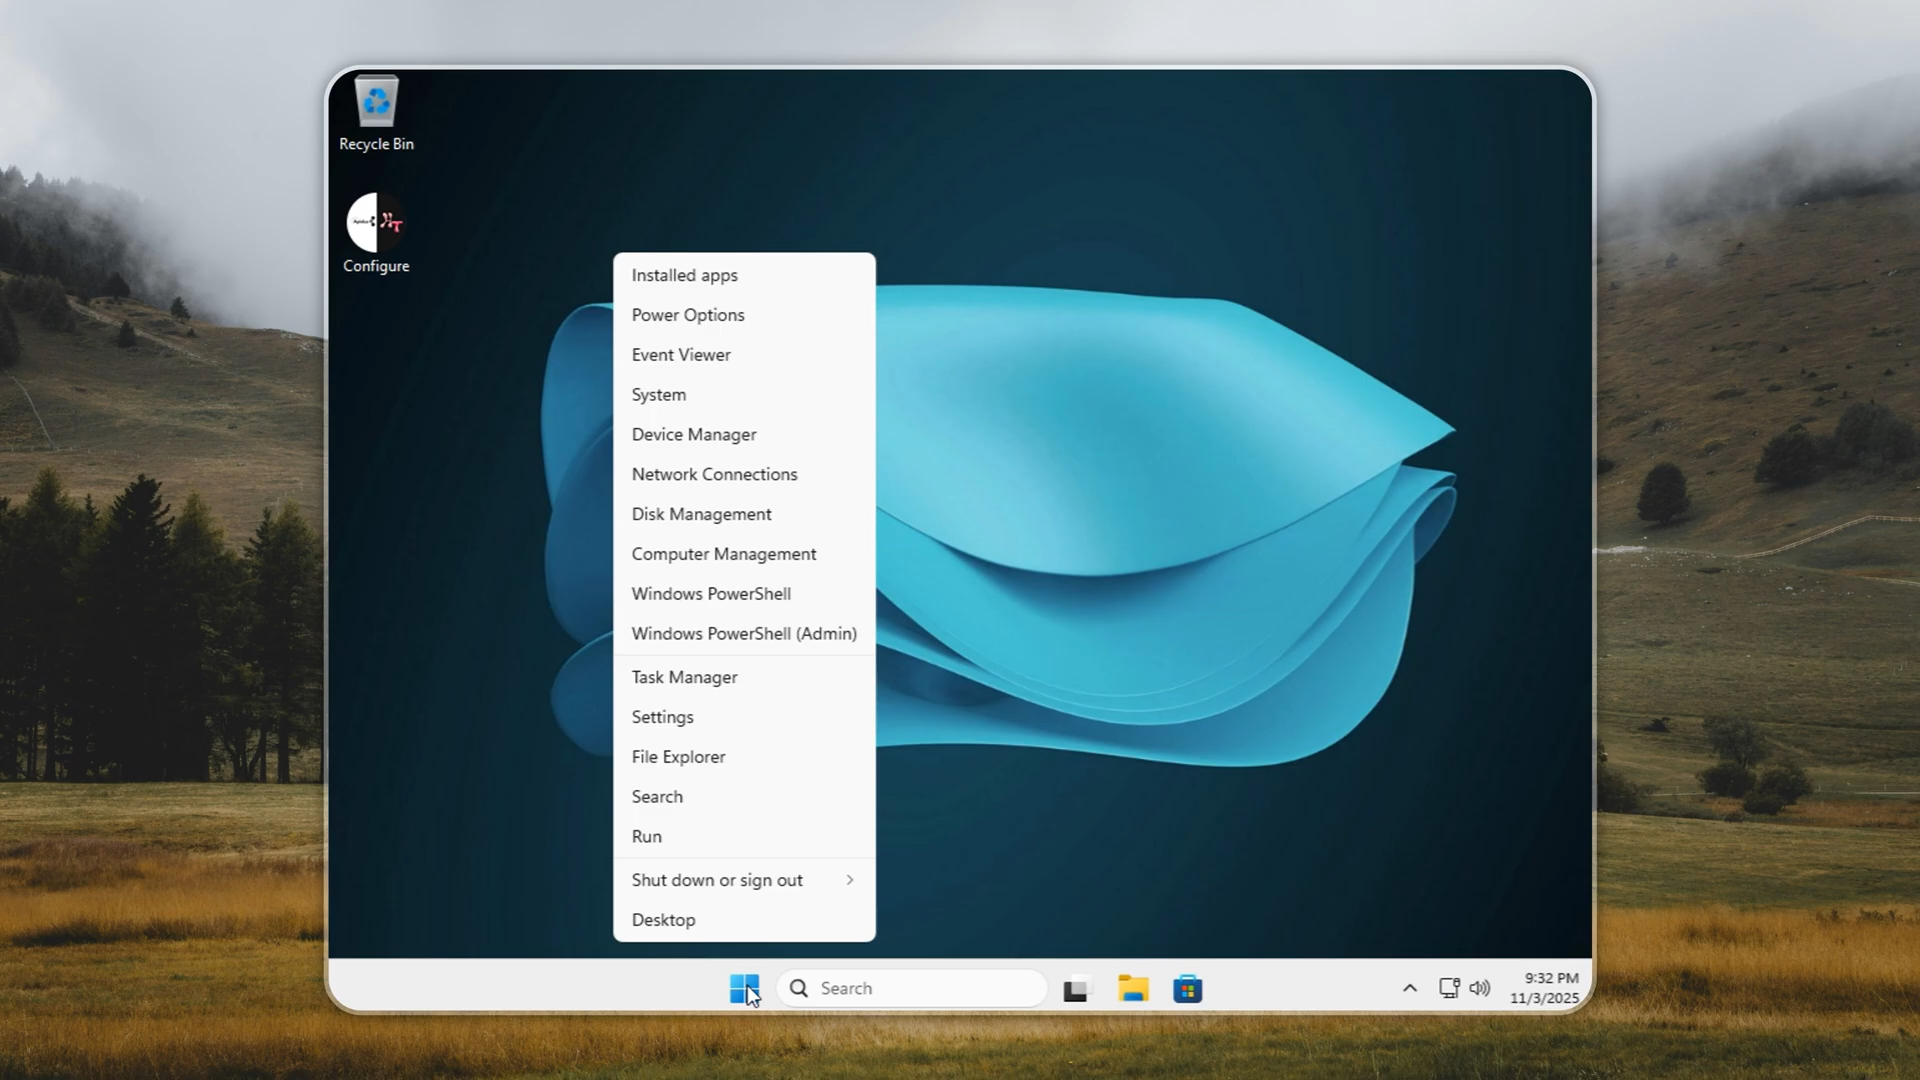 Recycle Bin
Configure
Installed apps
Power Options
Event Viewer
System
Device Manager
Network Connections
Disk Management
Computer Management
Windows PowerShell
Windows PowerShell (Admin)
Task Manager
Settings
File Explorer
Search
Run
Shut down or sign out
Desktop
Search
9:32 PM
11/3/2025